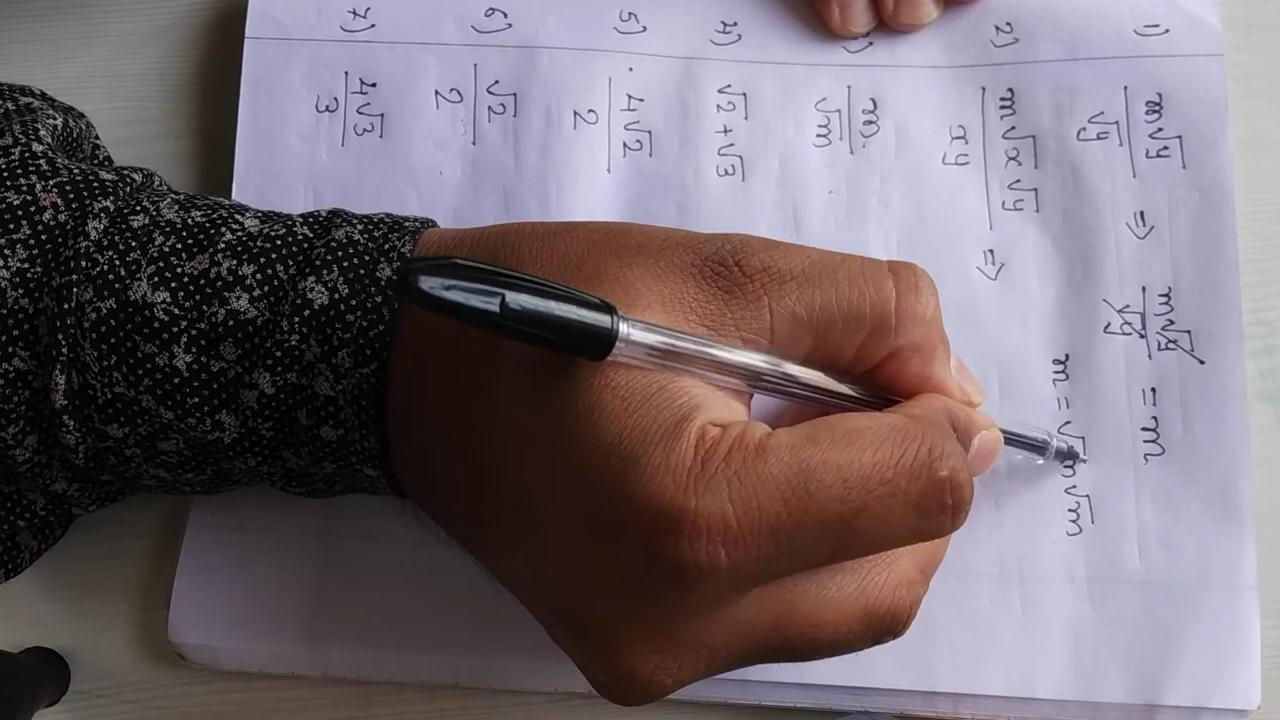 1) m√y / √y ⇒ m√y / √y = m
2) m√x√y / xy ⇒
m = √m√m
3) m / √m
4) √2 + √3
5) 4√2 / 2
6) √2 / 2
7) 4√3 / 3